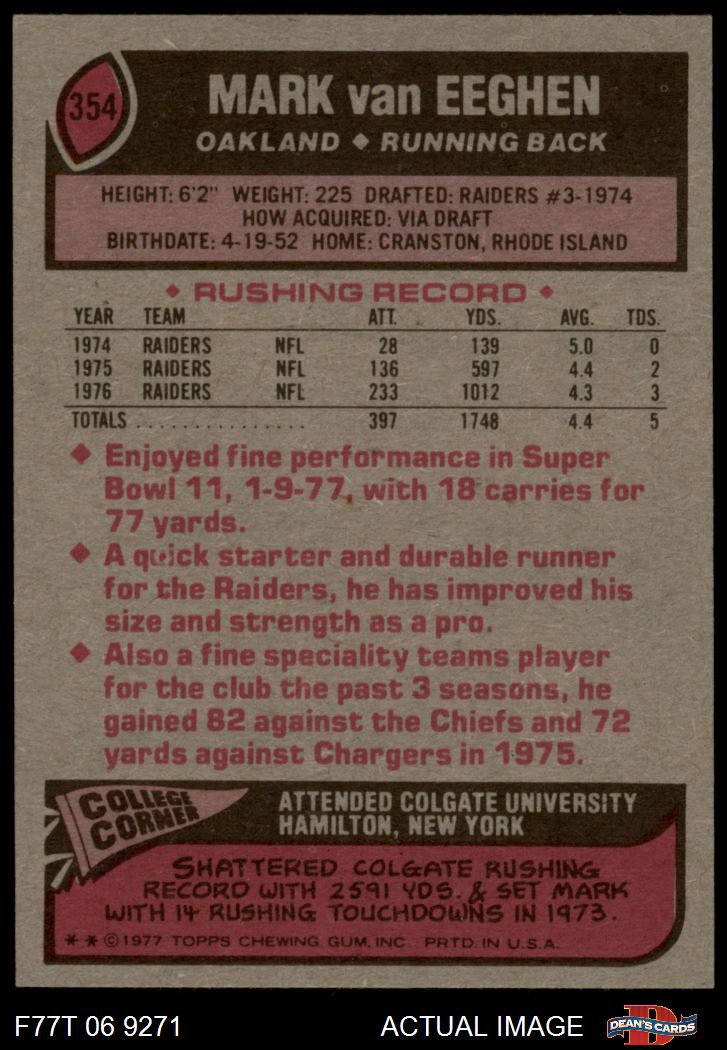 354
MARK van EEGHEN
OAKLAND ◆ RUNNING BACK
HEIGHT: 6'2" WEIGHT: 225 DRAFTED: RAIDERS #3-1974
HOW ACQUIRED: VIA DRAFT
BIRTHDATE: 4-19-52 HOME: CRANSTON, RHODE ISLAND
◆ RUSHING RECORD ◆
YEAR TEAM ATT. YDS. AVG. TDS.
1974 RAIDERS NFL 28 139 5.0 0
1975 RAIDERS NFL 136 597 4.4 2
1976 RAIDERS NFL 233 1012 4.3 3
TOTALS . . . . . . . . . . . . . . . 397 1748 4.4 5
◆ Enjoyed fine performance in Super
Bowl 11, 1-9-77, with 18 carries for
77 yards.
◆ A quick starter and durable runner
for the Raiders, he has improved his
size and strength as a pro.
◆ Also a fine speciality teams player
for the club the past 3 seasons, he
gained 82 against the Chiefs and 72
yards against Chargers in 1975.
COLLEGE
CORNER
ATTENDED COLGATE UNIVERSITY
HAMILTON, NEW YORK
SHATTERED COLGATE RUSHING
RECORD WITH 2591 YDS. & SET MARK
WITH 14 RUSHING TOUCHDOWNS IN 1973.
* * © 1977 TOPPS CHEWING GUM, INC. PRTD. IN U.S.A.
F77T 06 9271 ACTUAL IMAGE
D
DEAN'S CARDS